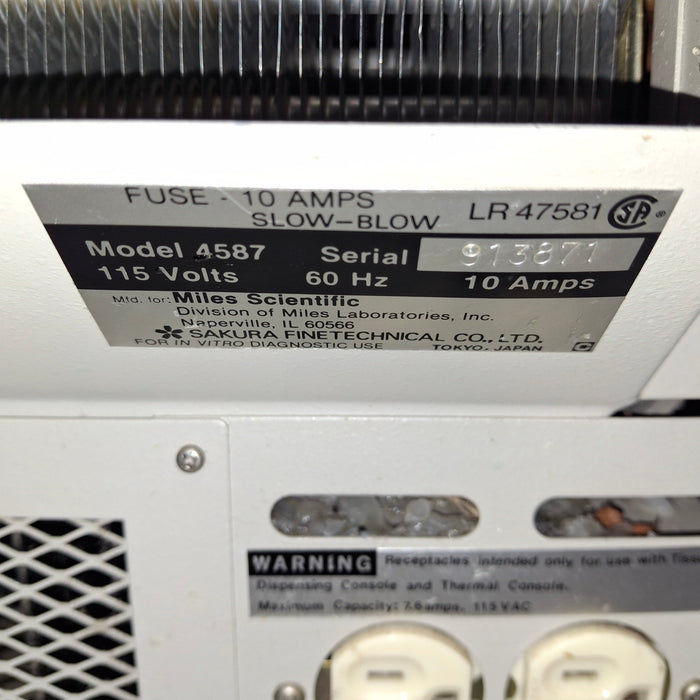 FUSE - 10 AMPS
SLOW-BLOW LR 47581 SP ®
Model 4587 Serial 913871
115 Volts 60 Hz 10 Amps
Mfd. for: Miles Scientific
Division of Miles Laboratories, Inc.
Naperville, IL 60566
SAKURA FINETECHNICAL CO., LTD.
FOR IN VITRO DIAGNOSTIC USE TOKYO, JAPAN C
WARNING Receptacles intended only for use with
Dispensing Console and Thermal Console.
Maximum Capacity: 7.6 amps, 115 VAC